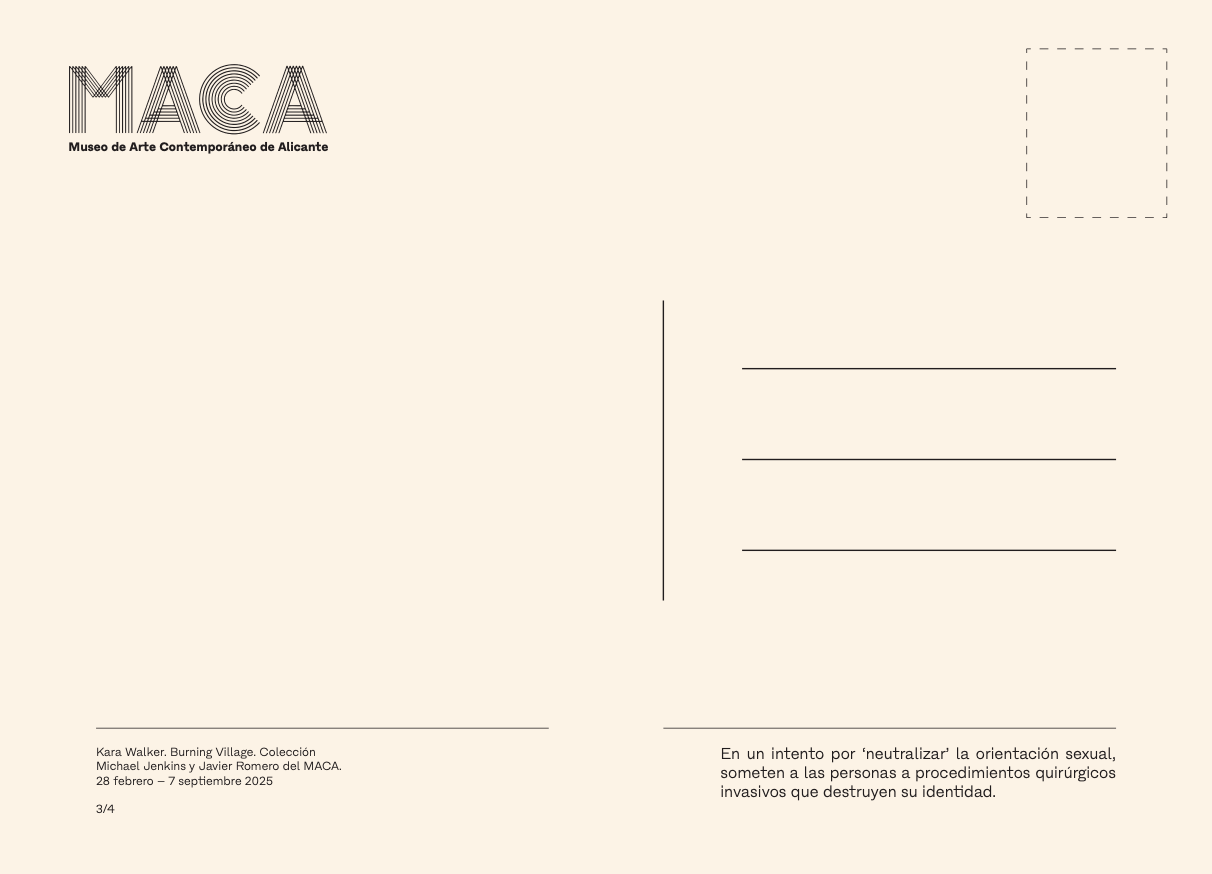 MACA
Museo de Arte Contemporáneo de Alicante
Kara Walker. Burning Village. Colección
Michael Jenkins y Javier Romero del MACA.
28 febrero – 7 septiembre 2025
3/4
En un intento por ‘neutralizar’ la orientación sexual,
someten a las personas a procedimientos quirúrgicos
invasivos que destruyen su identidad.